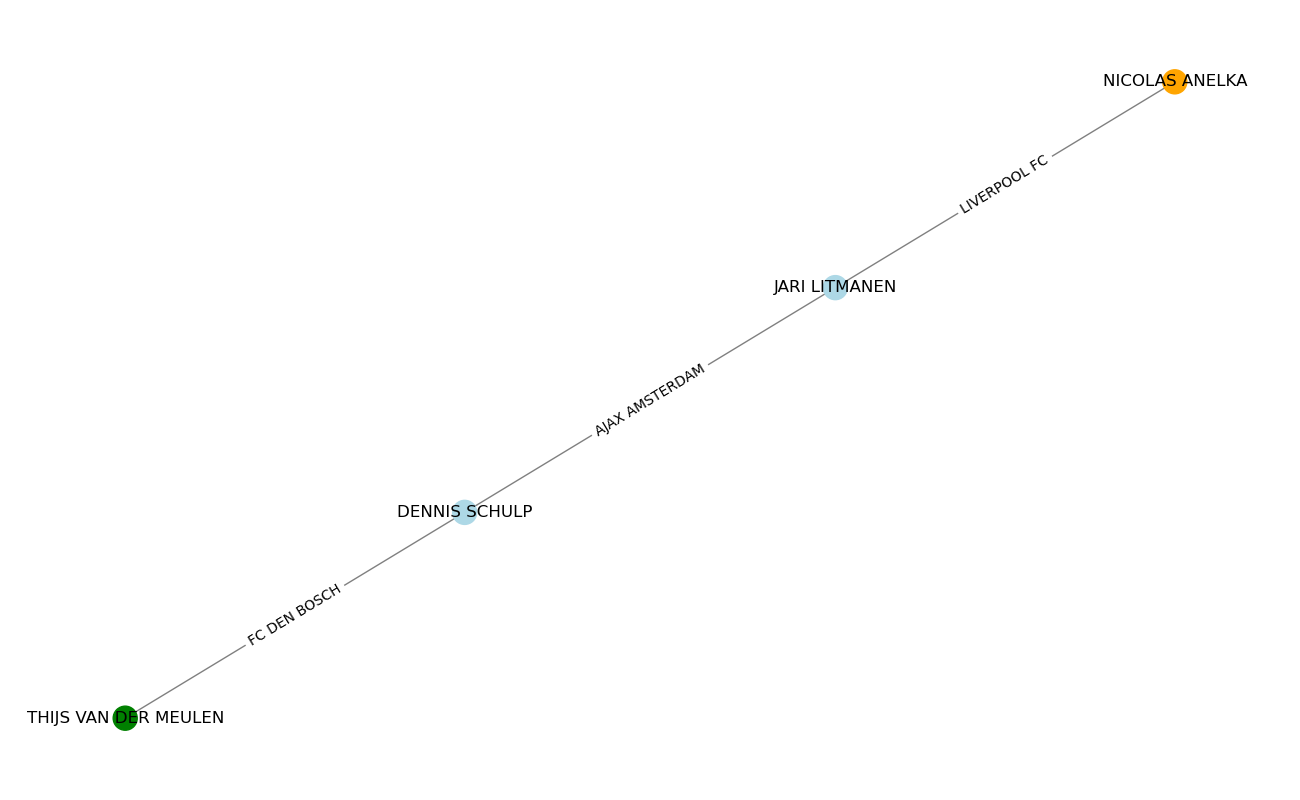 NICOLAS ANELKA
LIVERPOOL FC
JARI LITMANEN
AJAX AMSTERDAM
DENNIS SCHULP
FC DEN BOSCH
THIJS VAN DER MEULEN